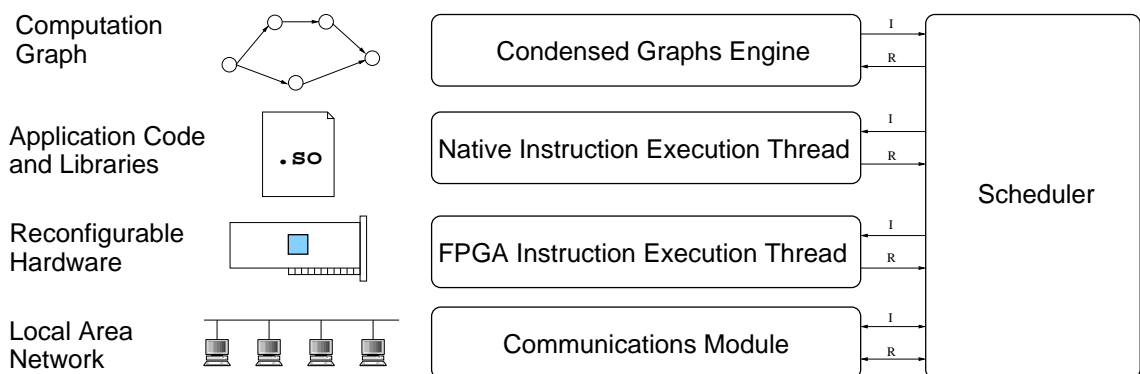 Computation
Graph
Condensed Graphs Engine
I
R
Application Code
and Libraries
.so
Native Instruction Execution Thread
I
R
Scheduler
Reconfigurable
Hardware
FPGA Instruction Execution Thread
I
R
Local Area
Network
Communications Module
I
R